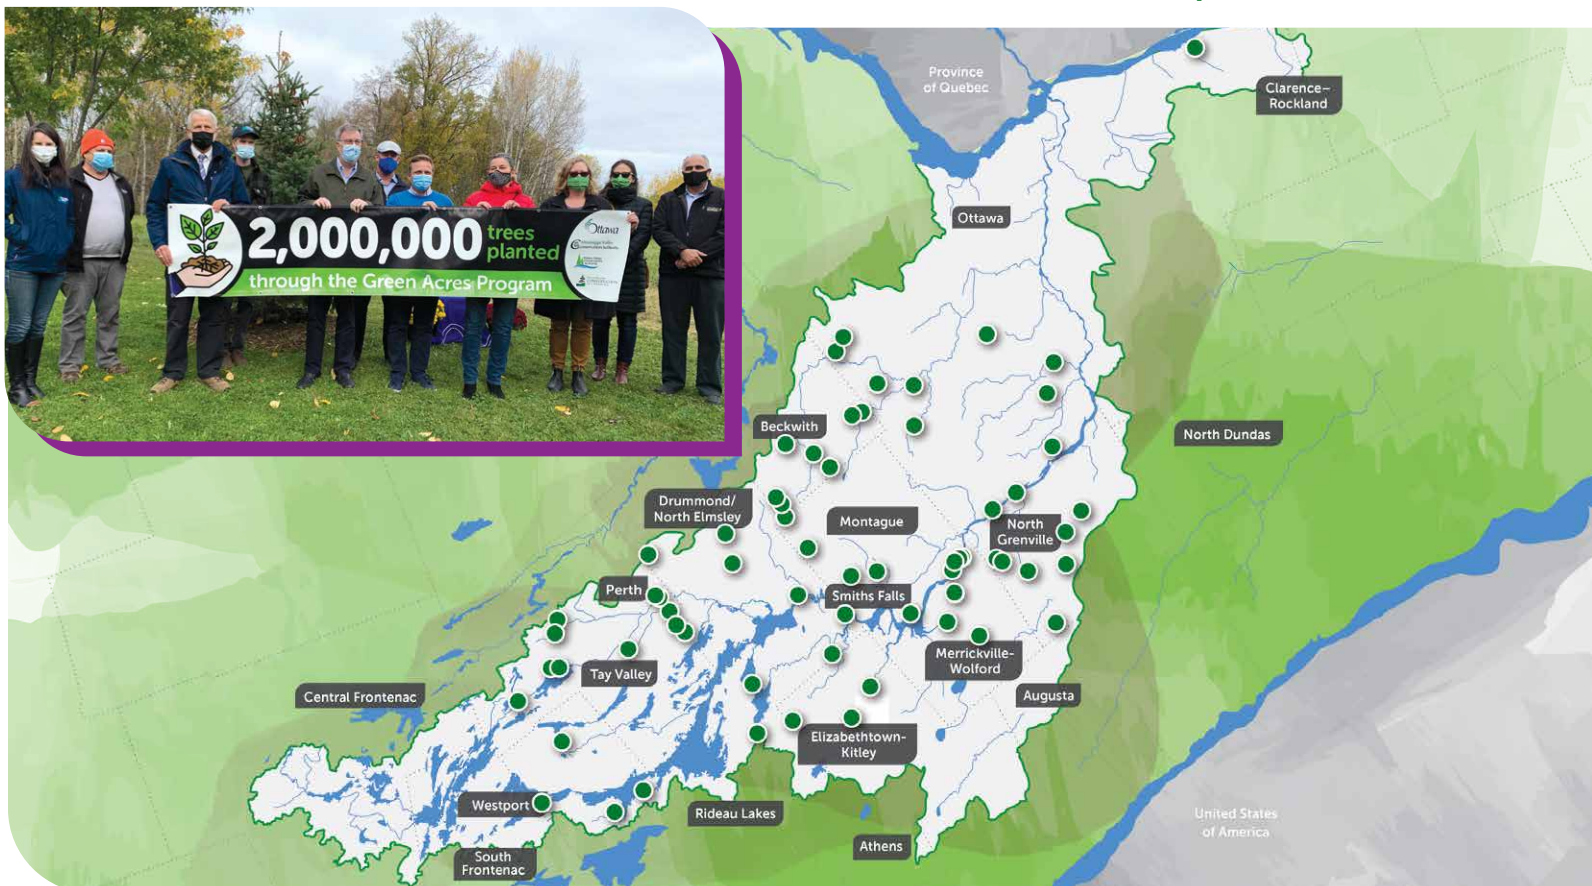 2,000,000 trees
planted
through the Green Acres Program
Ottawa
Province
of Quebec
Clarence–
Rockland
Ottawa
Beckwith
North Dundas
Drummond/
North Elmsley
Montague
North
Grenville
Perth
Smiths Falls
Merrickville-
Wolford
Tay Valley
Central Frontenac
Augusta
Elizabethtown-
Kitley
Westport
Rideau Lakes
United States
of America
Athens
South
Frontenac